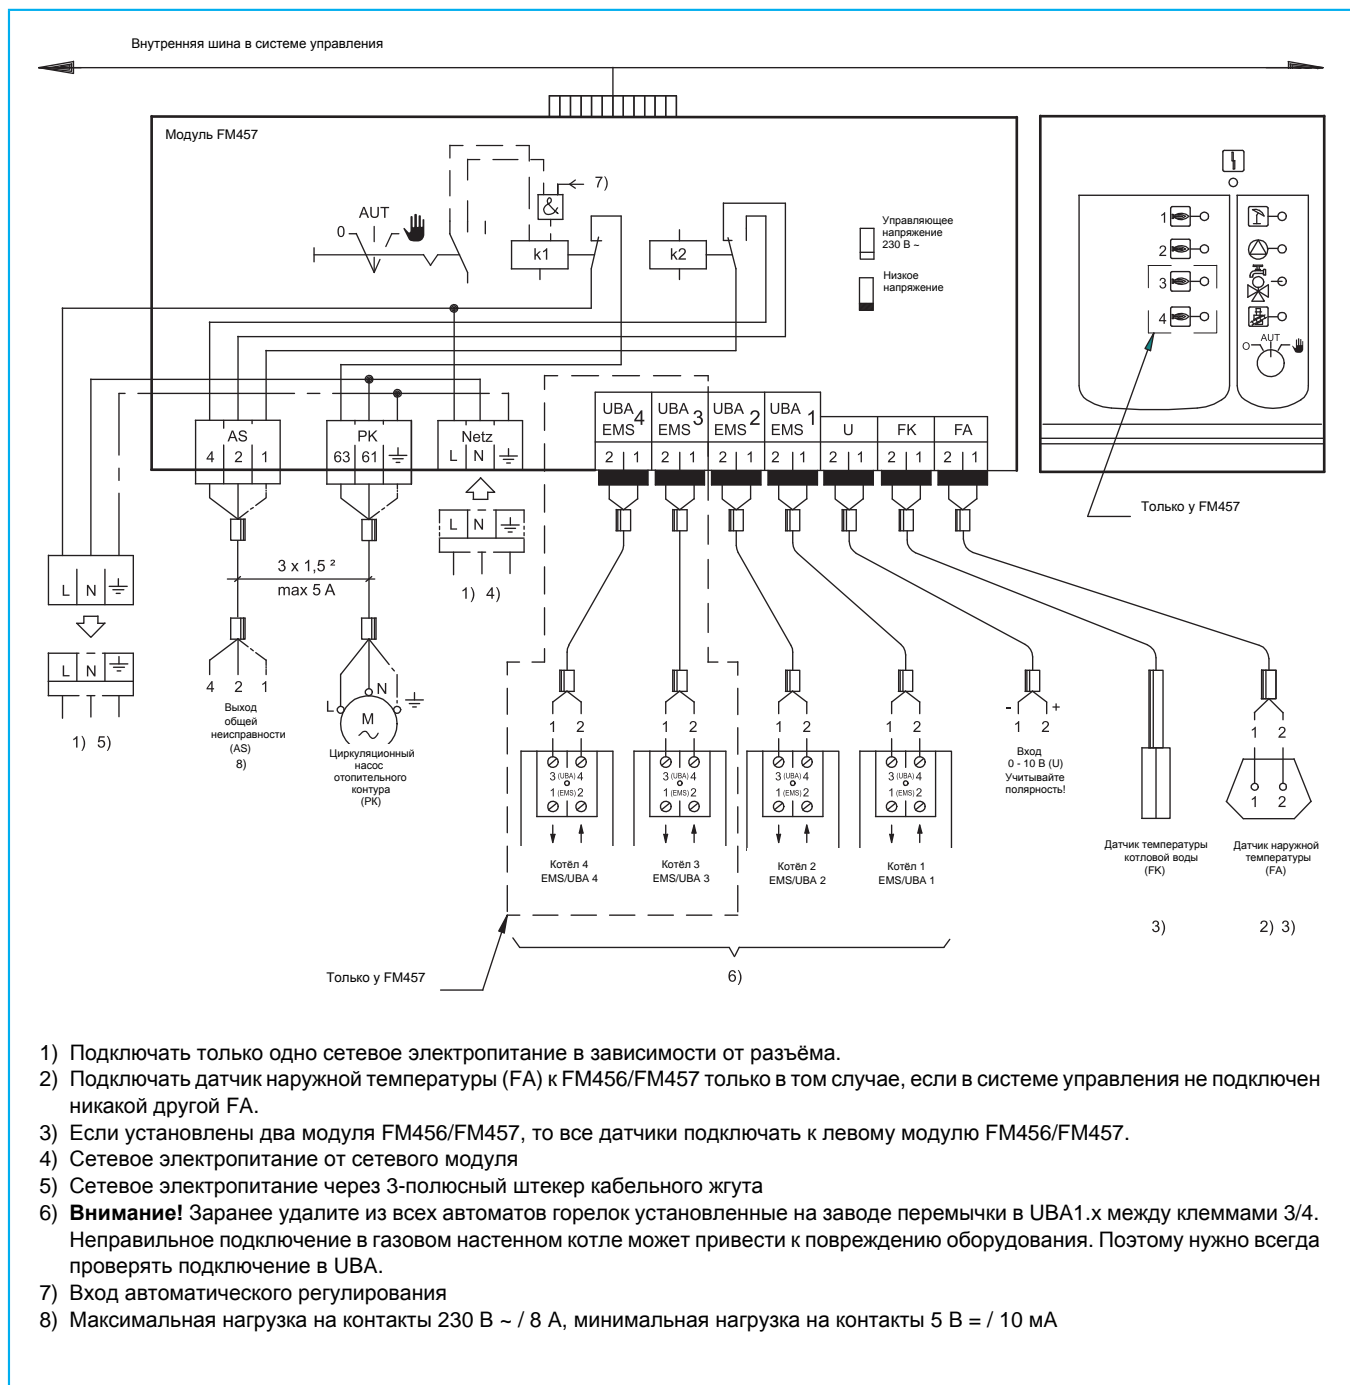 Внутренняя шина в системе управления
Модуль FM457
7)
AUT
0
&
k1
k2
Управляющее
напряжение
230 В ~
Низкое
напряжение
1
2
3
4
AUT
O
Только у FM457
AS
4 2 1
PK
63 61
Netz
L N
UBA 4
EMS
2 1
UBA 3
EMS
2 1
UBA 2
EMS
2 1
UBA 1
EMS
2 1
U
2 1
FK
2 1
FA
2 1
L N
1) 4)
3 x 1,5 ²
max 5 A
L N
L N
1) 5)
4 2 1
Выход
общей
неисправности
(AS)
8)
L N
M
~
Циркуляционный
насос
отопительного
контура
(PK)
1 2
3 (UBA) 4
1 (EMS) 2
Котёл 4
EMS/UBA 4
1 2
3 (UBA) 4
1 (EMS) 2
Котёл 3
EMS/UBA 3
1 2
3 (UBA) 4
1 (EMS) 2
Котёл 2
EMS/UBA 2
1 2
3 (UBA) 4
1 (EMS) 2
Котёл 1
EMS/UBA 1
- +
1 2
Вход
0 - 10 В (U)
Учитывайте
полярность!
Датчик температуры
котловой воды
(FK)
3)
1 2
1 2
Датчик наружной
температуры
(FA)
2) 3)
Только у FM457
6)
1) Подключать только одно сетевое электропитание в зависимости от разъёма.
2) Подключать датчик наружной температуры (FA) к FM456/FM457 только в том случае, если в системе управления не подключен
никакой другой FA.
3) Если установлены два модуля FM456/FM457, то все датчики подключать к левому модулю FM456/FM457.
4) Сетевое электропитание от сетевого модуля
5) Сетевое электропитание через 3-полюсный штекер кабельного жгута
6) Внимание! Заранее удалите из всех автоматов горелок установленные на заводе перемычки в UBA1.x между клеммами 3/4.
Неправильное подключение в газовом настенном котле может привести к повреждению оборудования. Поэтому нужно всегда
проверять подключение в UBA.
7) Вход автоматического регулирования
8) Максимальная нагрузка на контакты 230 В ~ / 8 А, минимальная нагрузка на контакты 5 В = / 10 мА